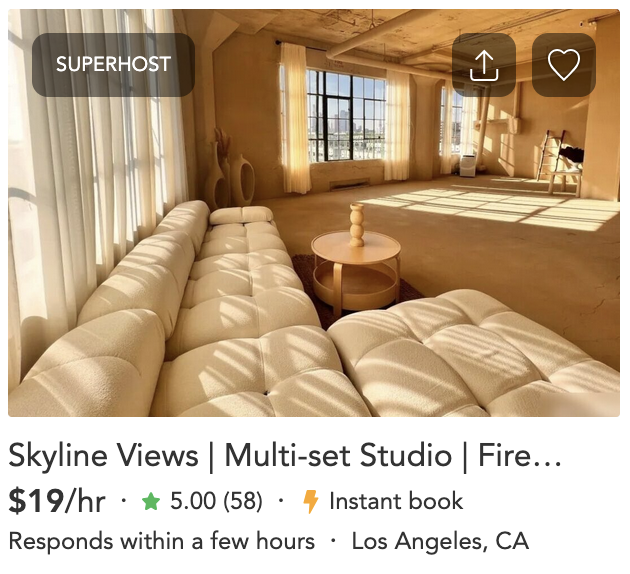 SUPERHOST
Skyline Views | Multi-set Studio | Fire…
$19/hr · 5.00 (58) · Instant book
Responds within a few hours · Los Angeles, CA